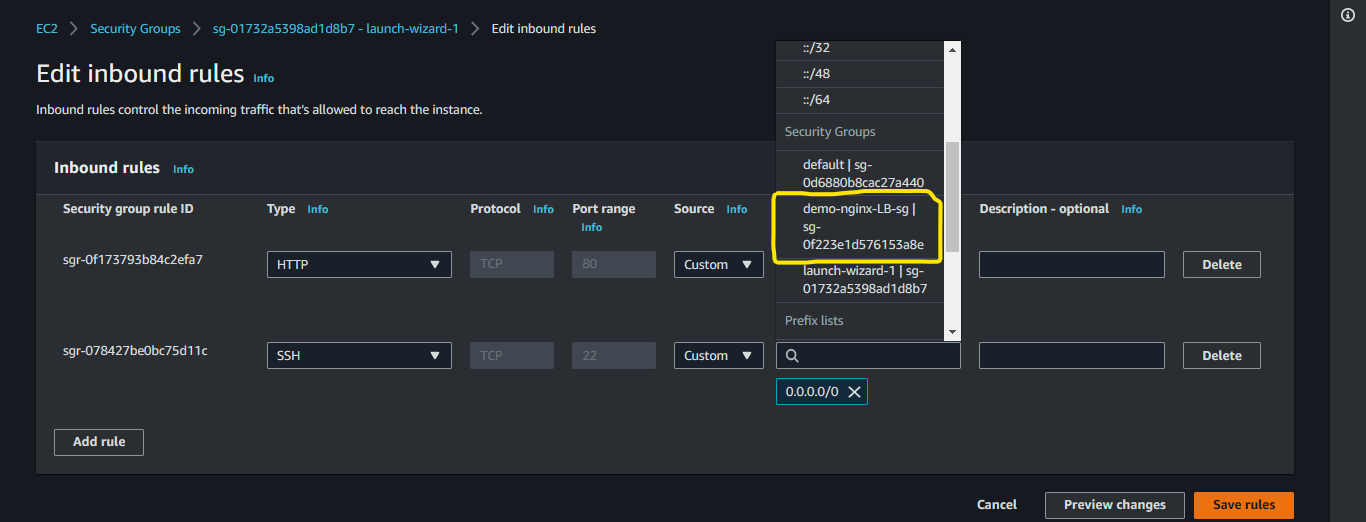 EC2 > Security Groups > sg-01732a5398ad1d8b7 - launch-wizard-1 > Edit inbound rules
Edit inbound rules Info
Inbound rules control the incoming traffic that's allowed to reach the instance.
::/32
::/48
::/64
Security Groups
default | sg-
0d6880b8cac27a440
demo-nginx-LB-sg |
sg-
0f223e1d576153a8e
launch-wizard-1 | sg-
01732a5398ad1d8b7
Prefix lists
Inbound rules Info
Security group rule ID Type Info Protocol Info Port range Info Source Info Description - optional Info
sgr-0f173793b84c2efa7 HTTP TCP 80 Custom Delete
sgr-078427be0bc75d11c SSH TCP 22 Custom Delete
0.0.0.0/0
Add rule
Cancel Preview changes Save rules